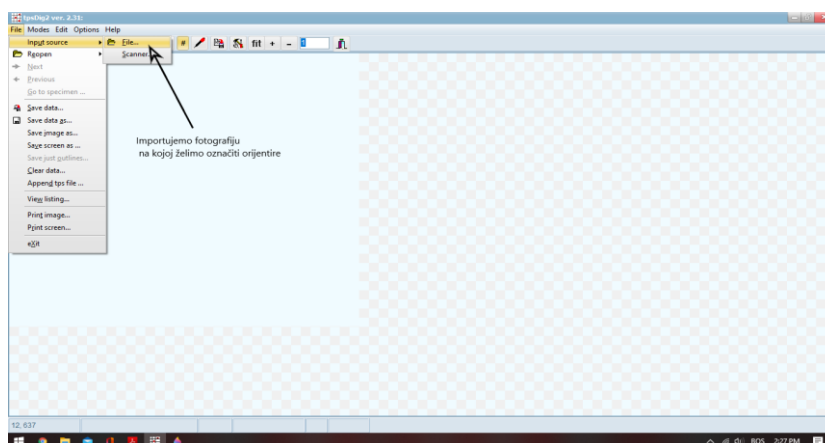 tpsDig2 ver. 2.31:
File Modes Edit Options Help
Input source
File...
# fit + - 1
Reopen
Scanner
Next
Previous
Go to specimen ...
Save data...
Save data as...
Save image as...
Save screen as ...
Save just outlines...
Clear data...
Append tps file ...
View listing...
Print image...
Print screen...
eXit
Importujemo fotografiju
na kojoj želimo označiti orijentire
12, 637
BOS 2:27 PM